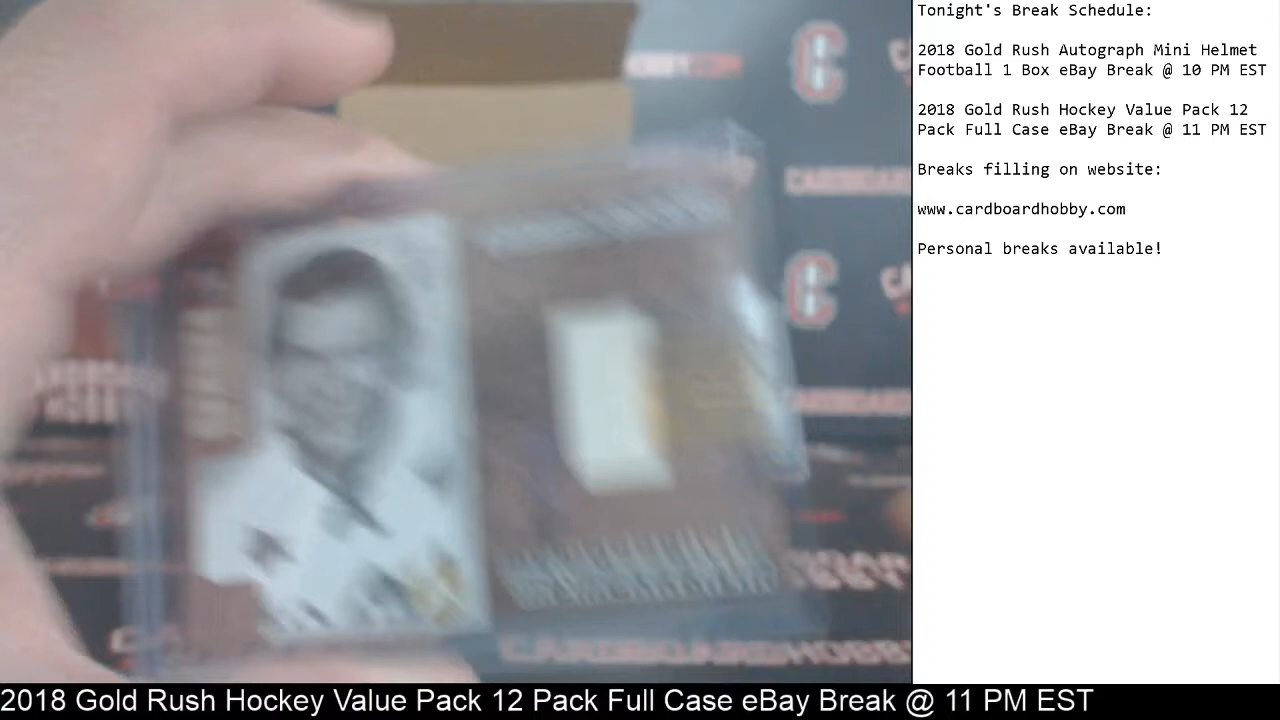 Tonight's Break Schedule:
2018 Gold Rush Autograph Mini Helmet
Football 1 Box eBay Break @ 10 PM EST
2018 Gold Rush Hockey Value Pack 12
Pack Full Case eBay Break @ 11 PM EST
Breaks filling on website:
www.cardboardhobby.com
Personal breaks available!
CARDBOARDHOBBY
2018 Gold Rush Hockey Value Pack 12 Pack Full Case eBay Break @ 11 PM EST